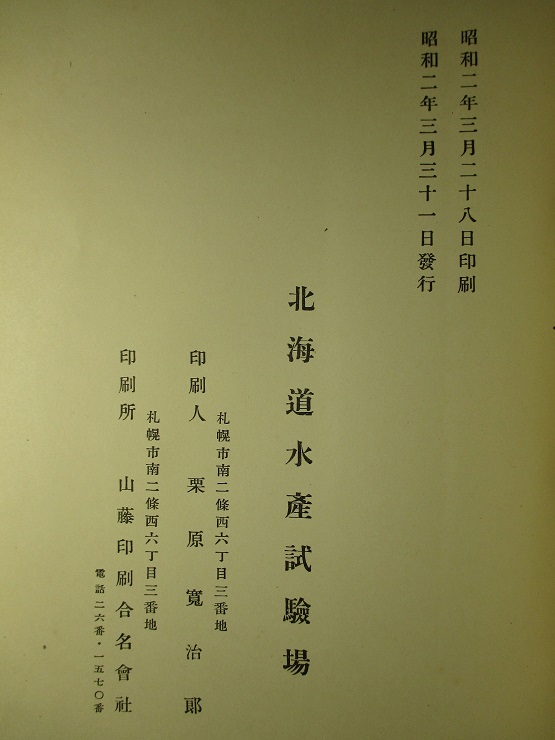 昭和二年三月二十八日印刷
昭和二年三月三十一日發行
北海道水產試驗場
札幌市南二條西六丁目三番地
印刷人 栗原寬治郞
札幌市南二條西六丁目三番地
印刷所 山藤印刷合名會社
電話二六番・一五七〇番